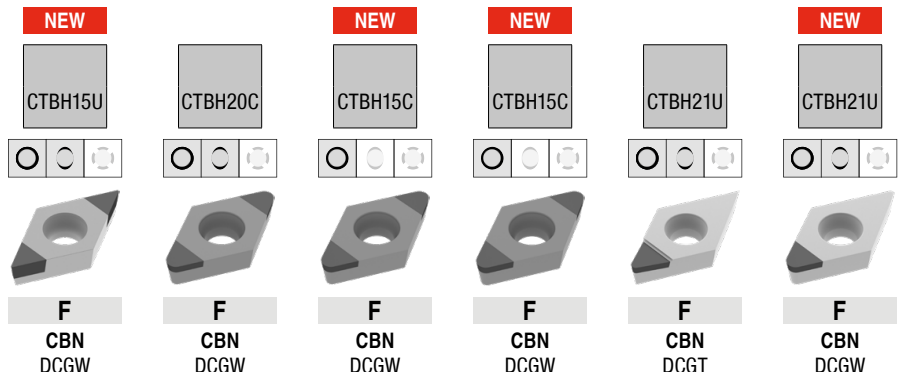 NEW NEW NEW NEW
CTBH15U CTBH20C CTBH15C CTBH15C CTBH21U CTBH21U
F F F F F F
CBN CBN CBN CBN CBN CBN
DCGW DCGW DCGW DCGW DCGT DCGW